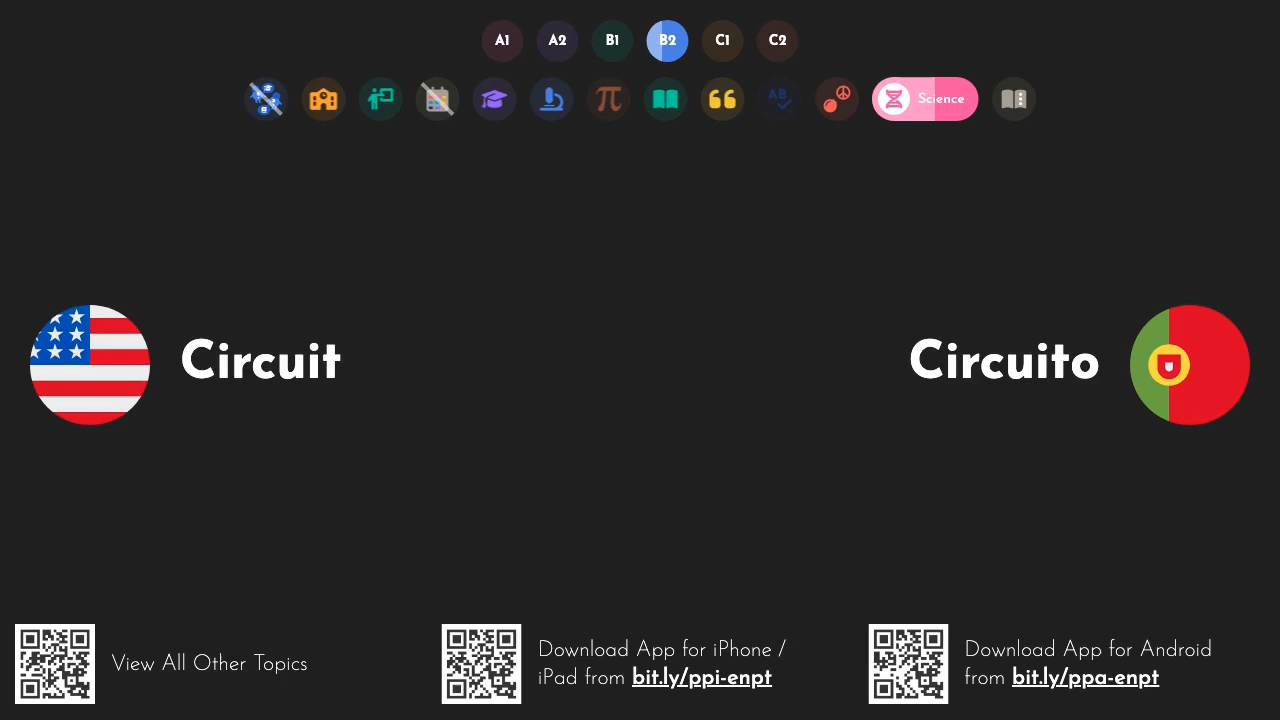 A1 A2 B1 B2 C1 C2
Science
Circuit
Circuito
View All Other Topics
Download App for iPhone /
iPad from bit.ly/ppi-enpt
Download App for Android
from bit.ly/ppa-enpt